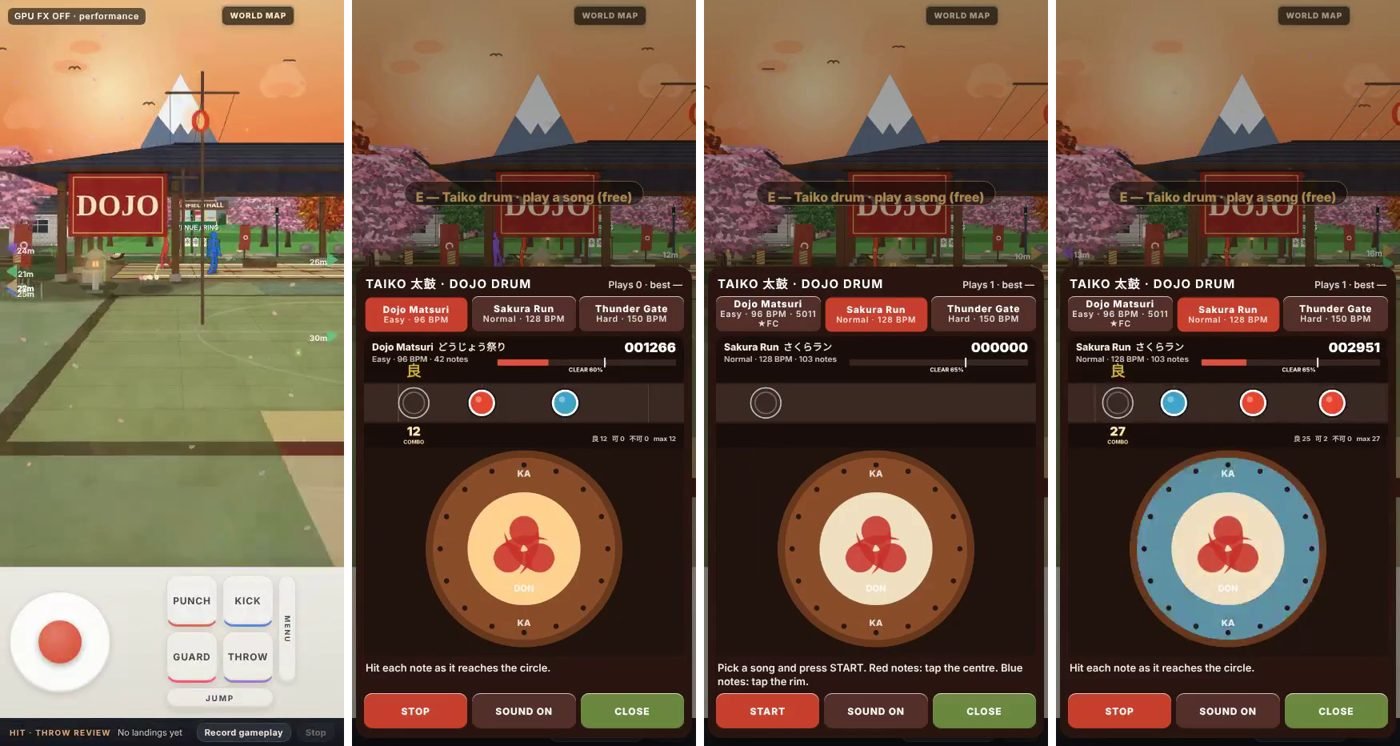 GPU FX OFF · performance
WORLD MAP
DOJO
24m
21m
26m
30m
PUNCH
KICK
GUARD
THROW
JUMP
MENU
HIT · THROW REVIEW No landings yet
Record gameplay
Stop
WORLD MAP
E — Taiko drum · play a song (free)
DOJO
12m
TAIKO 太鼓 · DOJO DRUM
Plays 0 · best —
Dojo Matsuri
Easy · 96 BPM
Sakura Run
Normal · 128 BPM
Thunder Gate
Hard · 150 BPM
Dojo Matsuri どうじょう祭り
001266
Easy · 96 BPM · 42 notes
CLEAR 60%
良
12
COMBO
良 12 可 0 不可 0 max 12
KA
DON
KA
Hit each note as it reaches the circle.
STOP
SOUND ON
CLOSE
WORLD MAP
E — Taiko drum · play a song (free)
DOJO
10m
TAIKO 太鼓 · DOJO DRUM
Plays 1 · best —
Dojo Matsuri
Easy · 96 BPM · 5011
★FC
Sakura Run
Normal · 128 BPM
Thunder Gate
Hard · 150 BPM
Sakura Run さくらラン
000000
Normal · 128 BPM · 103 notes
CLEAR 65%
KA
DON
KA
Pick a song and press START. Red notes: tap the centre. Blue
notes: tap the rim.
START
SOUND ON
CLOSE
WORLD MAP
E — Taiko drum · play a song (free)
DOJO
13m
16m
TAIKO 太鼓 · DOJO DRUM
Plays 1 · best —
Dojo Matsuri
Easy · 96 BPM · 5011
★FC
Sakura Run
Normal · 128 BPM
Thunder Gate
Hard · 150 BPM
Sakura Run さくらラン
002951
Normal · 128 BPM · 103 notes
CLEAR 65%
良
27
COMBO
良 25 可 2 不可 0 max 27
KA
DON
KA
Hit each note as it reaches the circle.
STOP
SOUND ON
CLOSE